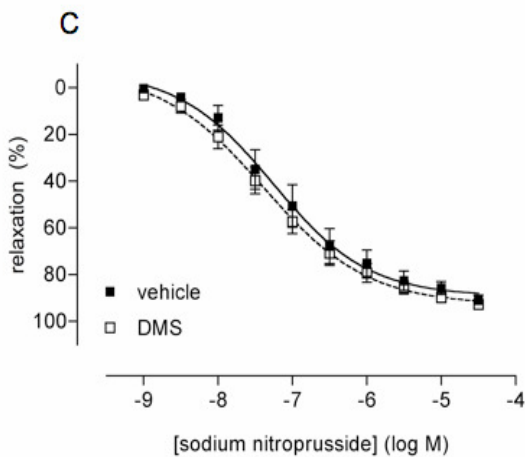 C
0
20
40
60
80
100
relaxation (%)
vehicle
DMS
-9 -8 -7 -6 -5 -4
[sodium nitroprusside] (log M)